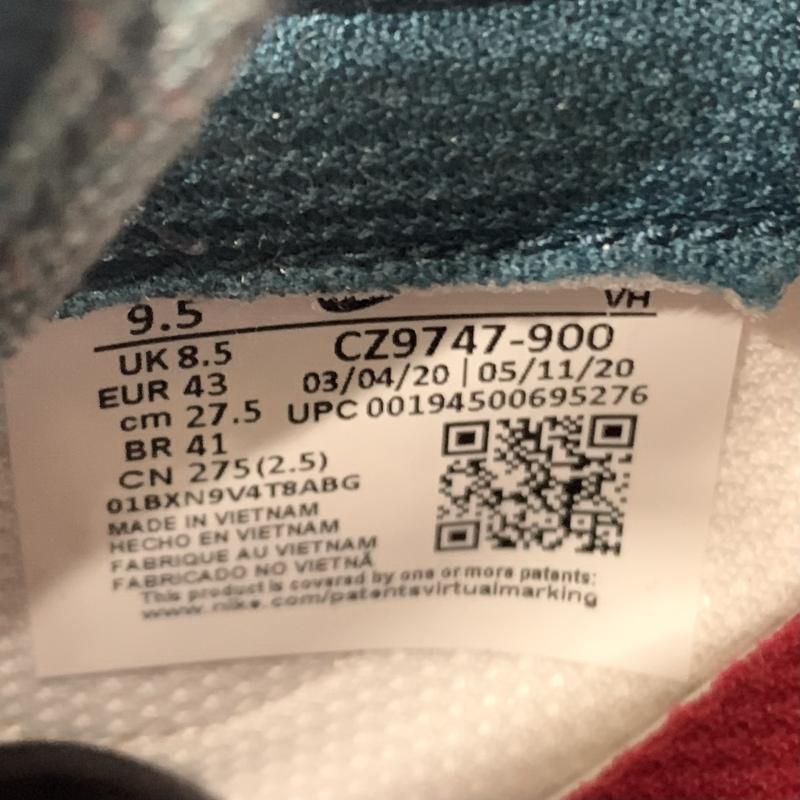 9.5
VH
UK 8.5
CZ9747-900
EUR 43
03/04/20 | 05/11/20
cm 27.5
UPC 00194500695276
BR 41
CN 275(2.5)
01BXN9V4T8ABG
MADE IN VIETNAM
HECHO EN VIETNAM
FABRIQUE AU VIETNAM
FABRICADO NO VIETNÃ
This product is covered by one or more patents:
www.nike.com/patentsvirtualmarking